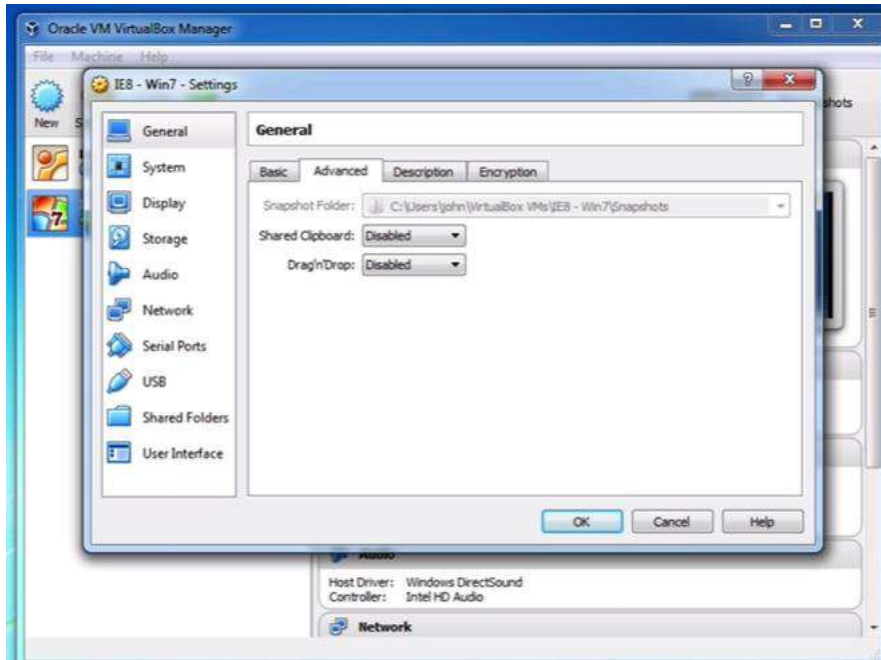 Oracle VM VirtualBox Manager
File Machine Help
IE8 - Win7 - Settings
New
shots
General
System
Display
Storage
Audio
Network
Serial Ports
USB
Shared Folders
User Interface
General
Basic Advanced Description Encryption
Snapshot Folder: C:\Users\john\VirtualBox VMs\IE8 - Win7\Snapshots
Shared Clipboard: Disabled
Drag'n'Drop: Disabled
OK Cancel Help
Audio
Host Driver: Windows DirectSound
Controller: Intel HD Audio
Network